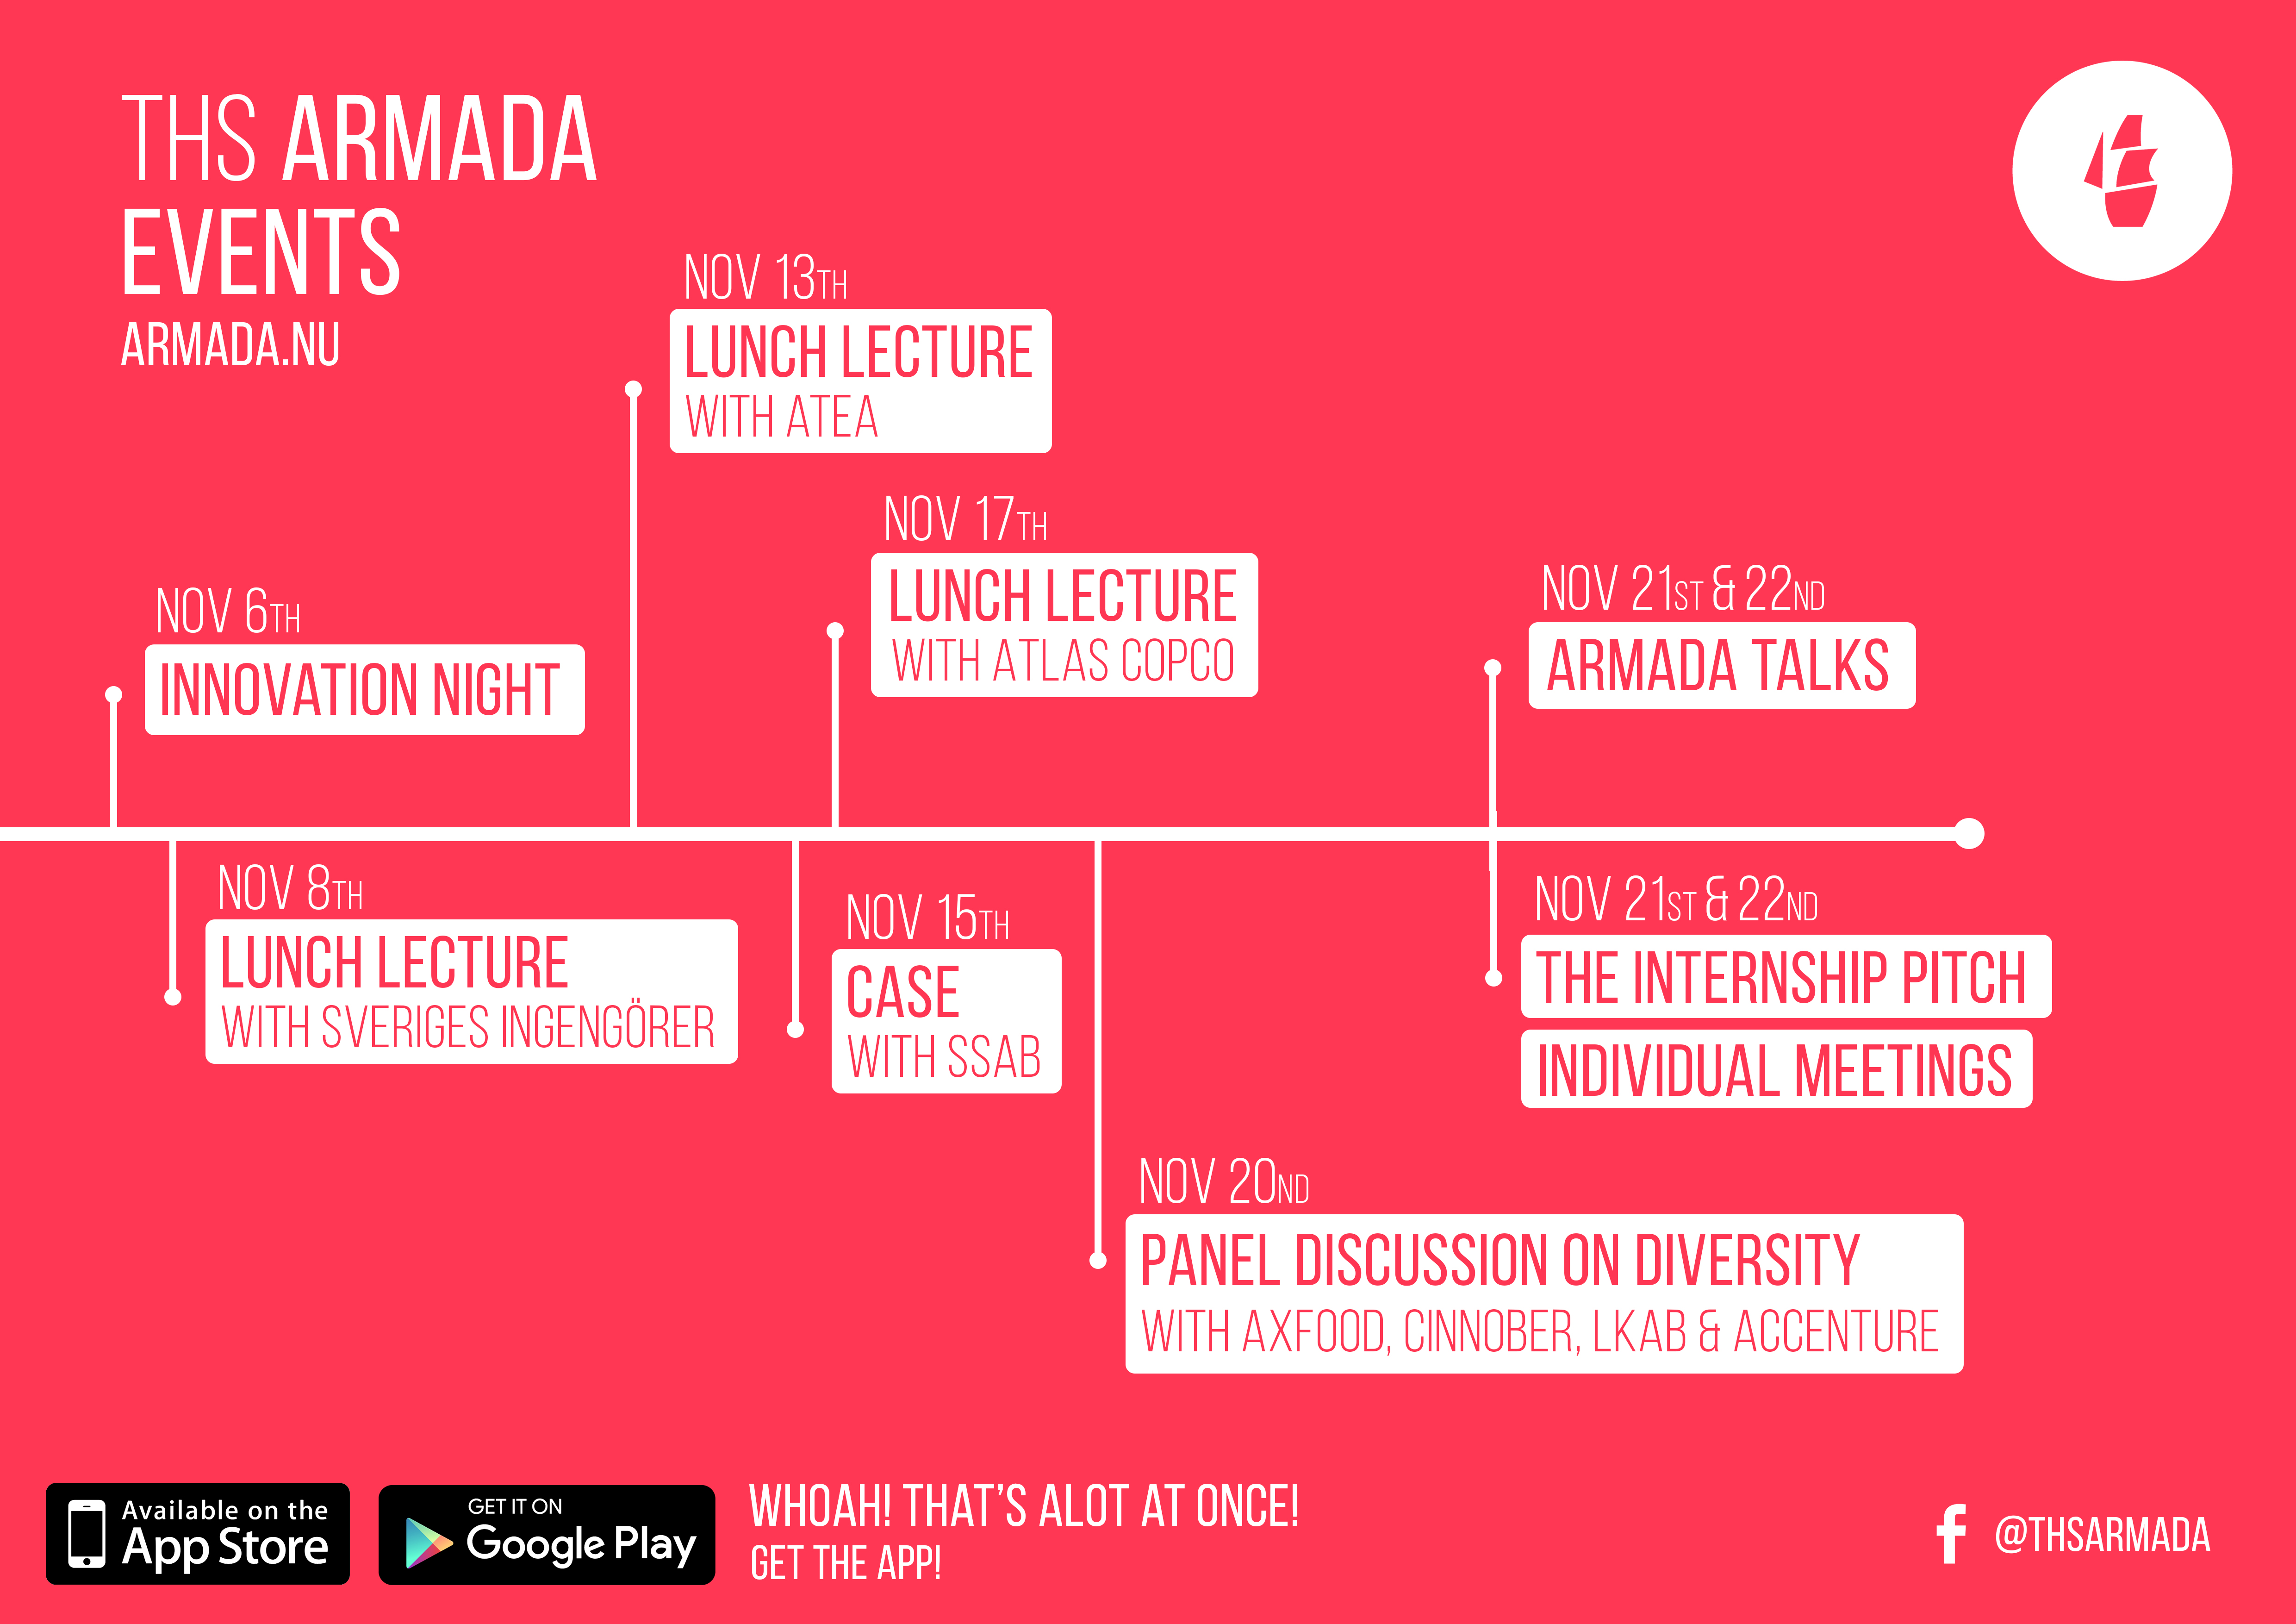 THS ARMADA
EVENTS
ARMADA.NU
NOV 6TH
INNOVATION NIGHT
NOV 8TH
LUNCH LECTURE
WITH SVERIGES INGENGÖRER
NOV 13TH
LUNCH LECTURE
WITH ATEA
NOV 15TH
CASE
WITH SSAB
NOV 17TH
LUNCH LECTURE
WITH ATLAS COPCO
NOV 20ND
PANEL DISCUSSION ON DIVERSITY
WITH AXFOOD, CINNOBER, LKAB & ACCENTURE
NOV 21ST & 22ND
ARMADA TALKS
NOV 21ST & 22ND
THE INTERNSHIP PITCH
INDIVIDUAL MEETINGS
Available on the
App Store
GET IT ON
Google Play
WHOAH! THAT'S ALOT AT ONCE!
GET THE APP!
@THSARMADA